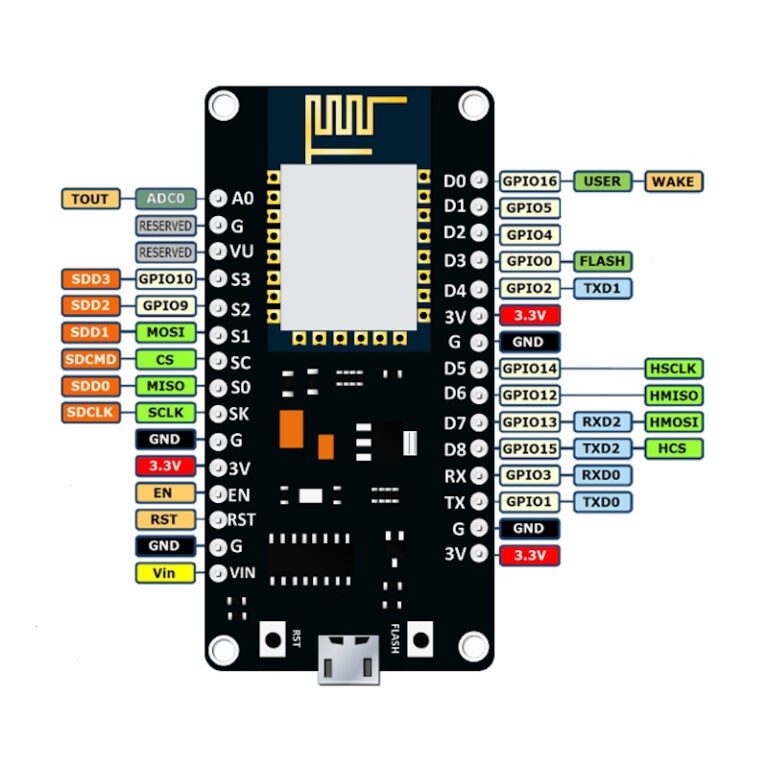 D0 GPIO16 USER WAKE
TOUT ADC0 A0
D1 GPIO5
RESERVED G
D2 GPIO4
RESERVED VU
D3 GPIO0 FLASH
SDD3 GPIO10 S3
D4 GPIO2 TXD1
SDD2 GPIO9 S2
3V 3.3V
SDD1 MOSI S1
G GND
SDCMD CS SC
D5 GPIO14 HSCLK
SDD0 MISO S0
D6 GPIO12 HMISO
SDCLK SCLK SK
D7 GPIO13 RXD2 HMOSI
GND G
D8 GPIO15 TXD2 HCS
3.3V 3V
RX GPIO3 RXD0
EN EN
TX GPIO1 TXD0
RST RST
G GND
GND G
3V 3.3V
Vin VIN
RST
FLASH